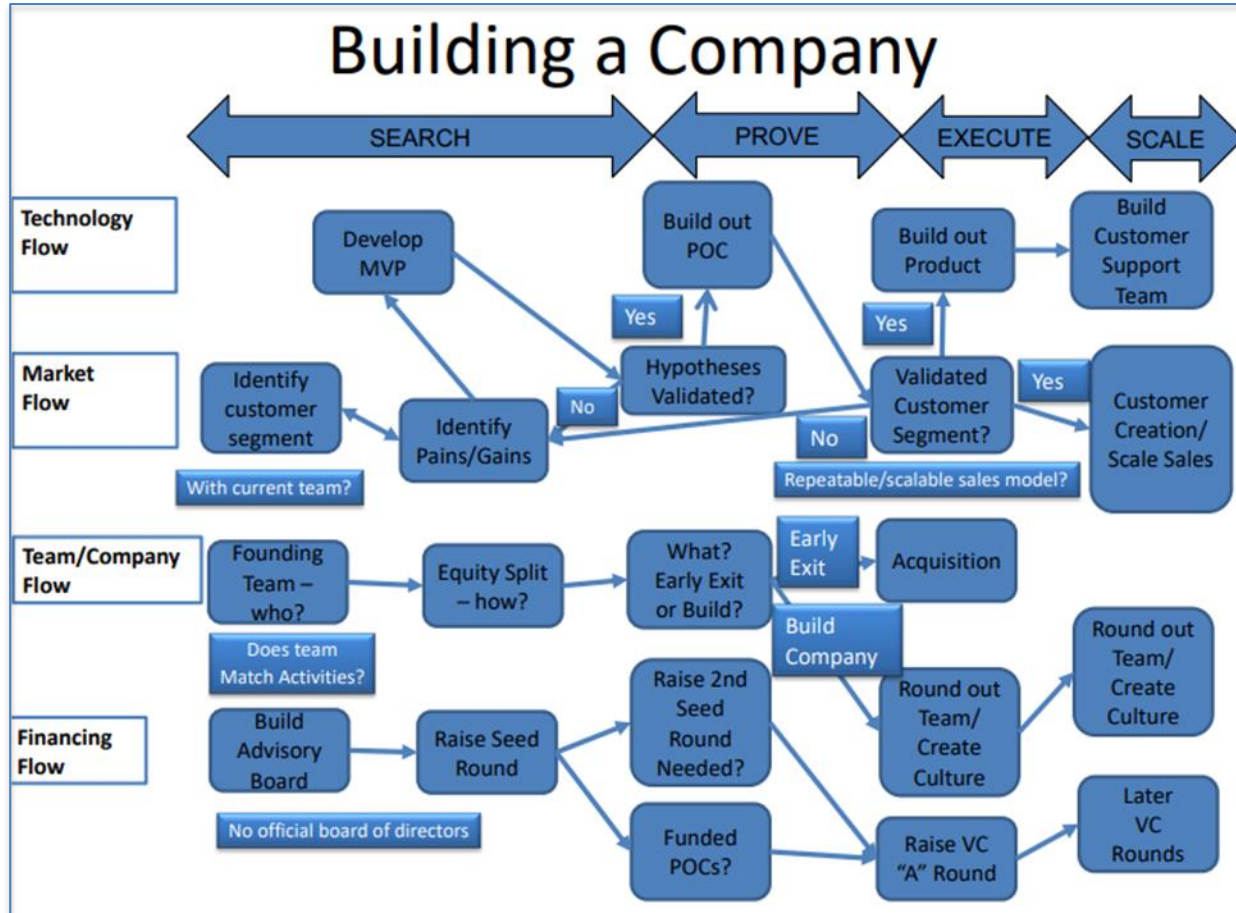 Building a Company
SEARCH
PROVE
EXECUTE
SCALE
Technology
Flow
Develop
MVP
Build out
POC
Build out
Product
Build
Customer
Support
Team
Yes
Yes
Market
Flow
Identify
customer
segment
Identify
Pains/Gains
Hypotheses
Validated?
No
Validated
Customer
Segment?
Yes
No
Customer
Creation/
Scale Sales
With current team?
Repeatable/scalable sales model?
Team/Company
Flow
Founding
Team –
who?
Equity Split
– how?
What?
Early Exit
or Build?
Early
Exit
Acquisition
Build
Company
Does team
Match Activities?
Round out
Team/
Create
Culture
Round out
Team/
Create
Culture
Financing
Flow
Build
Advisory
Board
Raise Seed
Round
Raise 2nd
Seed
Round
Needed?
No official board of directors
Funded
POCs?
Raise VC
“A” Round
Later
VC
Rounds